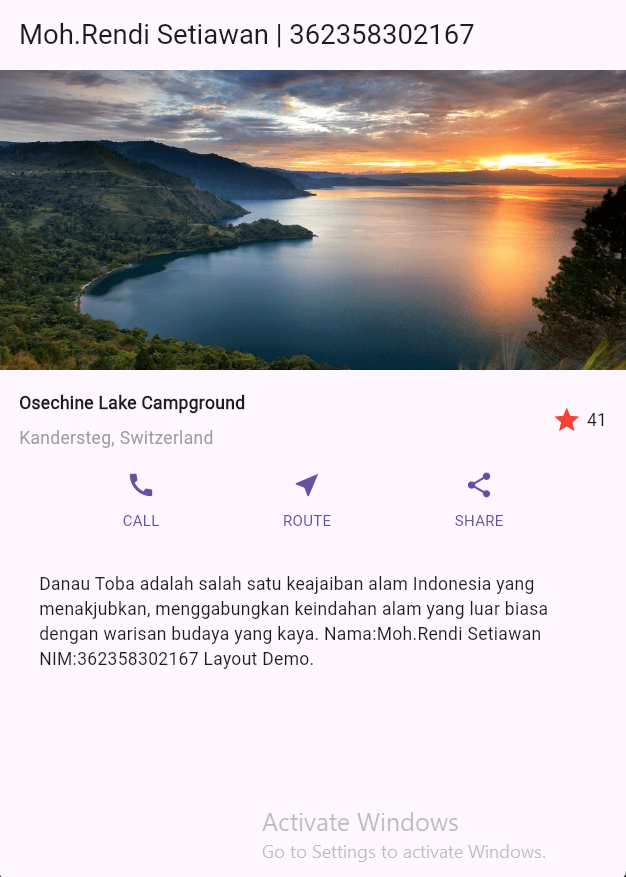 Moh.Rendi Setiawan | 362358302167
Osechine Lake Campground
Kandersteg, Switzerland
41
CALL
ROUTE
SHARE
Danau Toba adalah salah satu keajaiban alam Indonesia yang
menakjubkan, menggabungkan keindahan alam yang luar biasa
dengan warisan budaya yang kaya. Nama:Moh.Rendi Setiawan
NIM:362358302167 Layout Demo.
Activate Windows
Go to Settings to activate Windows.